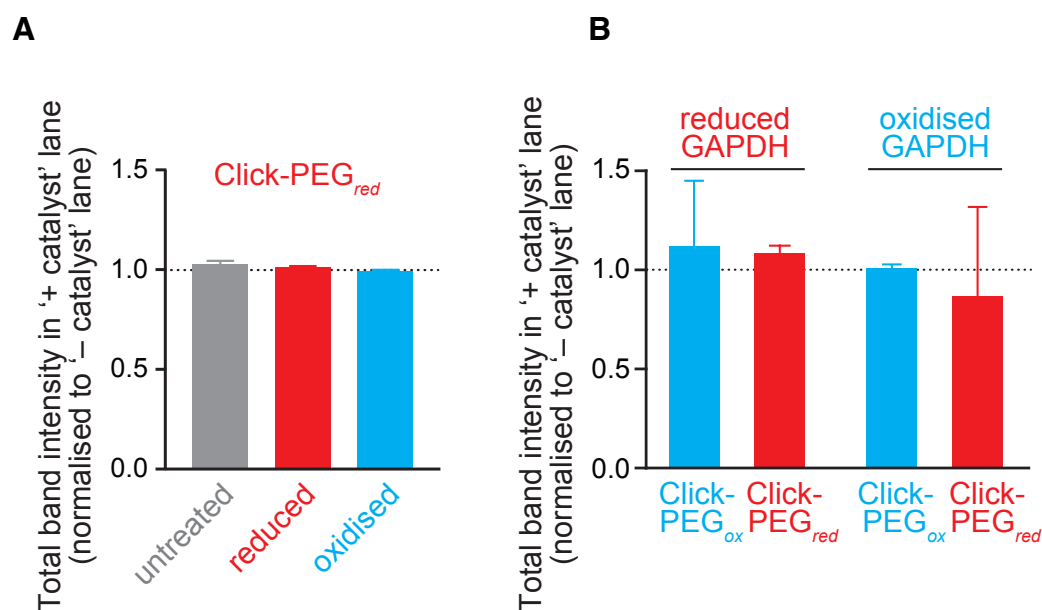 A
Total band intensity in ‘+ catalyst’ lane
(normalised to ‘– catalyst’ lane)
1.5
1.0
0.5
0.0
Click-PEGred
untreated
reduced
oxidised
B
Total band intensity in ‘+ catalyst’ lane
(normalised to ‘– catalyst’ lane)
reduced
GAPDH
oxidised
GAPDH
1.5
1.0
0.5
0.0
Click-
PEGox
Click-
PEGred
Click-
PEGox
Click-
PEGred